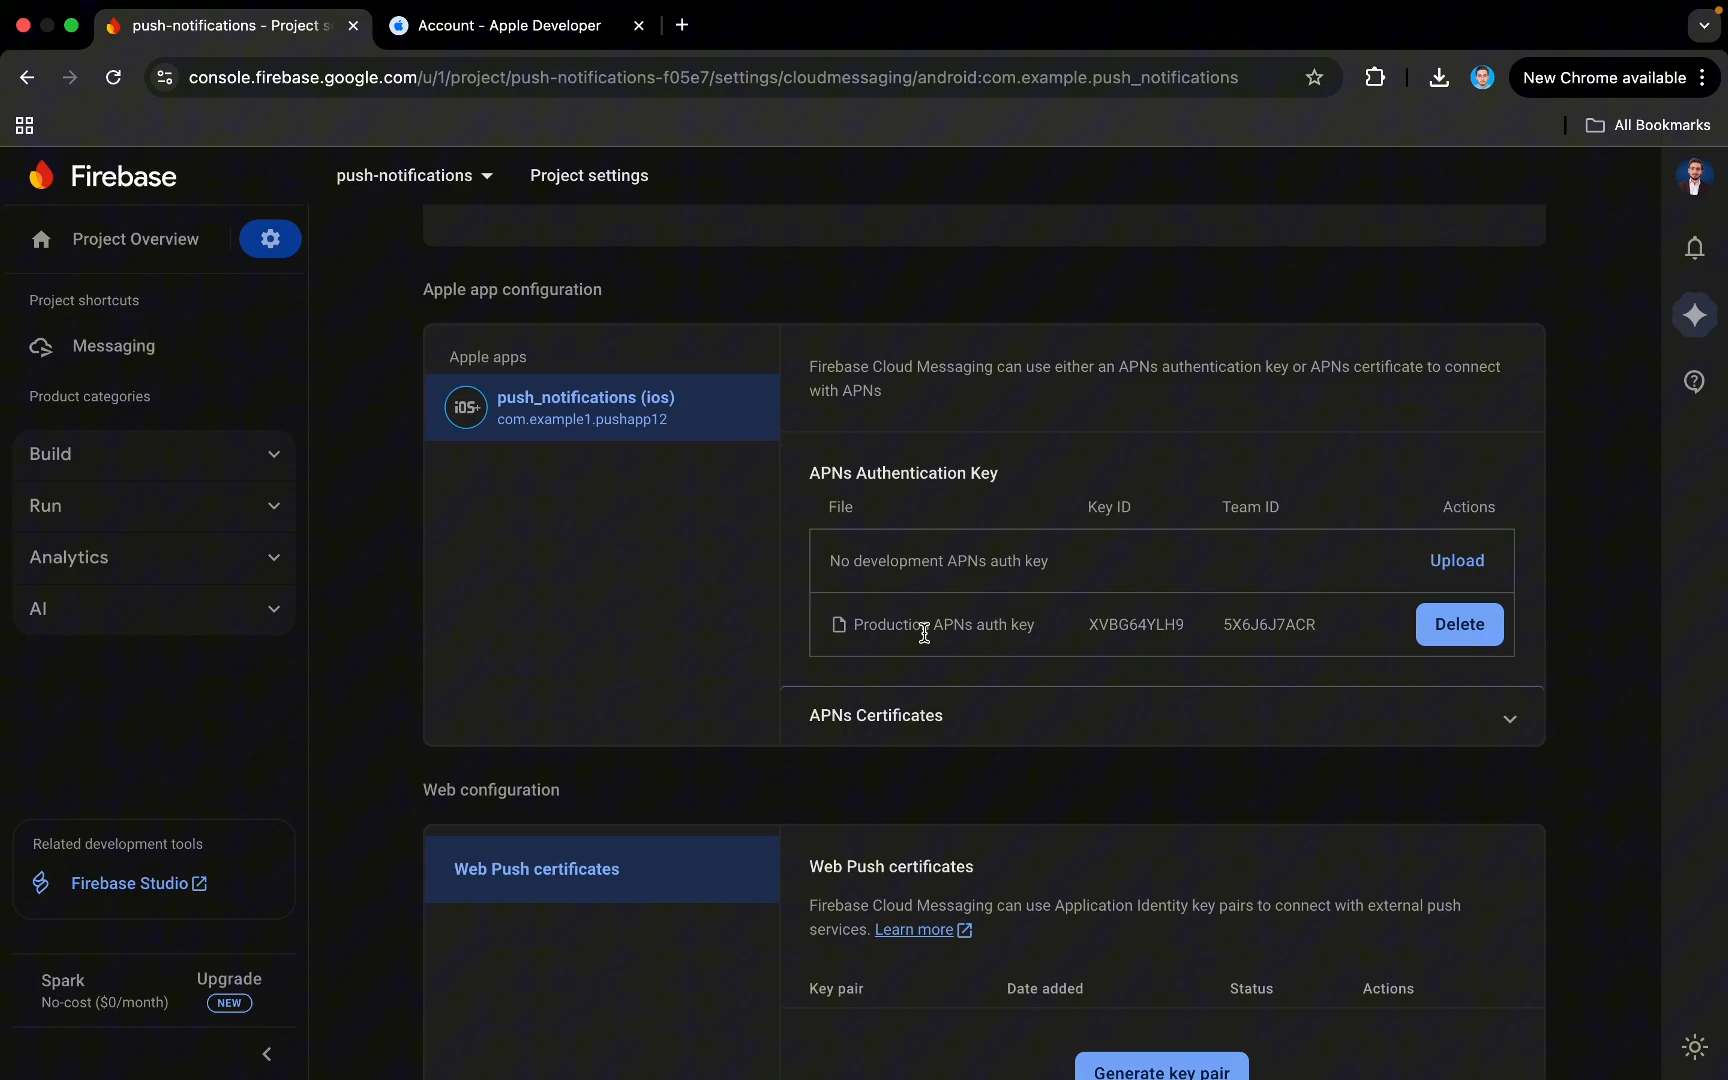 push-notifications - Project s
Account - Apple Developer
console.firebase.google.com/u/1/project/push-notifications-f05e7/settings/cloudmessaging/android:com.example.push_notifications
New Chrome available
All Bookmarks
Firebase
push-notifications
Project settings
Project Overview
Project shortcuts
Messaging
Product categories
Build
Run
Analytics
AI
Related development tools
Firebase Studio
Spark
No-cost ($0/month)
Upgrade
NEW
Apple app configuration
Apple apps
iOS+
push_notifications (ios)
com.example1.pushapp12
Firebase Cloud Messaging can use either an APNs authentication key or APNs certificate to connect
with APNs
APNs Authentication Key
File Key ID Team ID Actions
No development APNs auth key Upload
Production APNs auth key XVBG64YLH9 5X6J6J7ACR Delete
APNs Certificates
Web configuration
Web Push certificates
Web Push certificates
Firebase Cloud Messaging can use Application Identity key pairs to connect with external push
services. Learn more
Key pair Date added Status Actions
Generate key pair